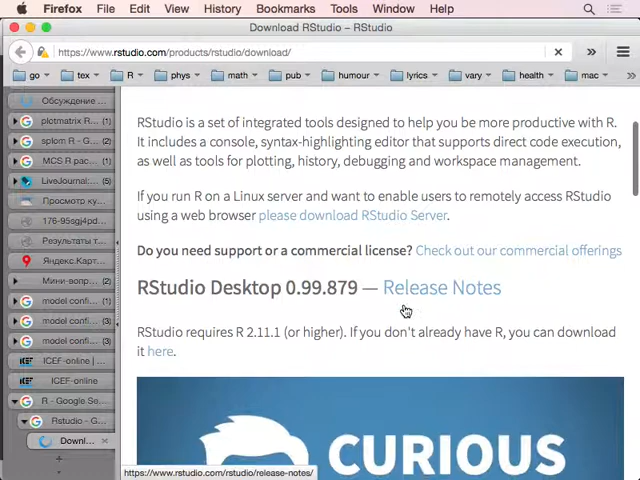 Firefox File Edit View History Bookmarks Tools Window Help
Download RStudio – RStudio
https://www.rstudio.com/products/rstudio/download/
go tex R phys math pub humour lyrics vary health mac
Обсуждение ...
plotmatrix R... (1)
splom R - G... (2)
MCS R pac... (1)
LiveJournal:... (5)
Просмотр ку...
176-95sgj4pd...
Результаты т...
Яндекс.Карт...
Мини-вопр... (1)
model confi... (1)
model confi... (3)
model confi... (1)
ICEF-online | ...
ICEF-online
R - Google Se...
Rstudio - G...
Downl...
RStudio is a set of integrated tools designed to help you be more productive with R.
It includes a console, syntax-highlighting editor that supports direct code execution,
as well as tools for plotting, history, debugging and workspace management.
If you run R on a Linux server and want to enable users to remotely access RStudio
using a web browser please download RStudio Server.
Do you need support or a commercial license? Check out our commercial offerings
RStudio Desktop 0.99.879 — Release Notes
RStudio requires R 2.11.1 (or higher). If you don't already have R, you can download
it here.
CURIOUS
https://www.rstudio.com/rstudio/release-notes/